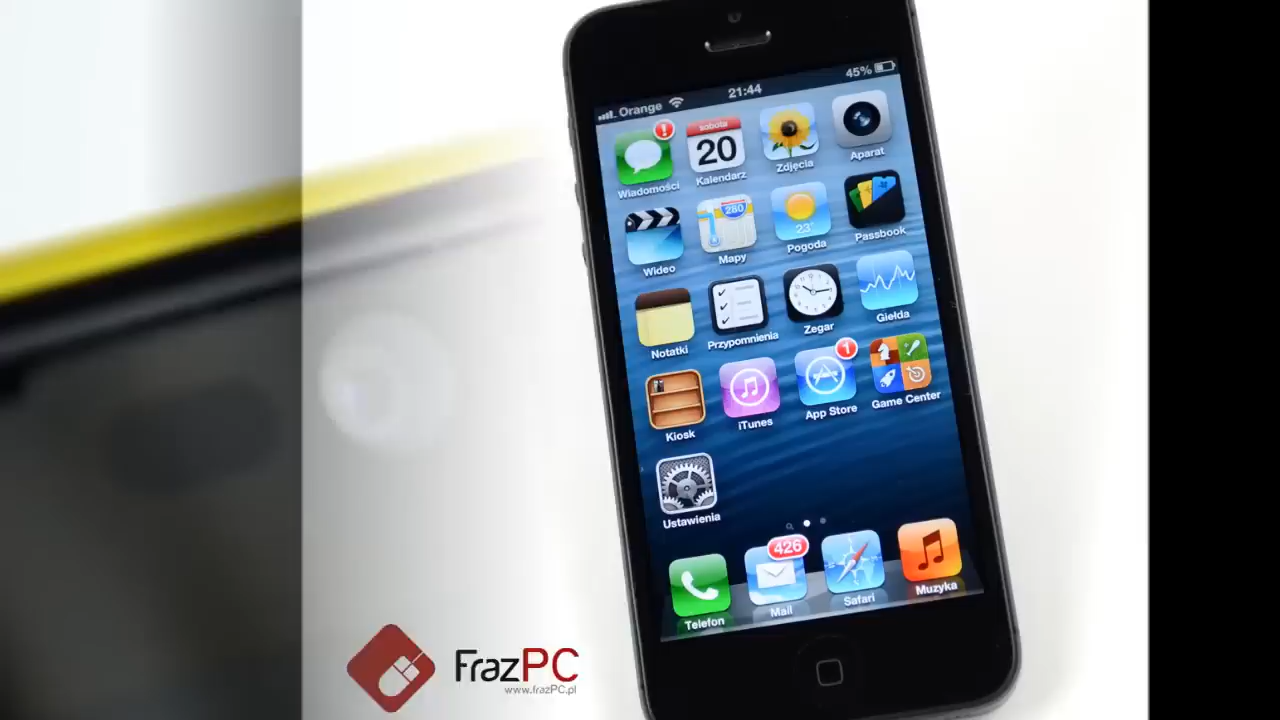 Orange 21:44 45%
Wiadomości
sobota
20
Kalendarz
Zdjęcia
Aparat
Wideo
280
Mapy
23°
Pogoda
Passbook
Notatki
Przypomnienia
Zegar
Giełda
Kiosk
iTunes
1
App Store
Game Center
Ustawienia
Telefon
426
Mail
Safari
Muzyka
FrazPC
www.frazPC.pl